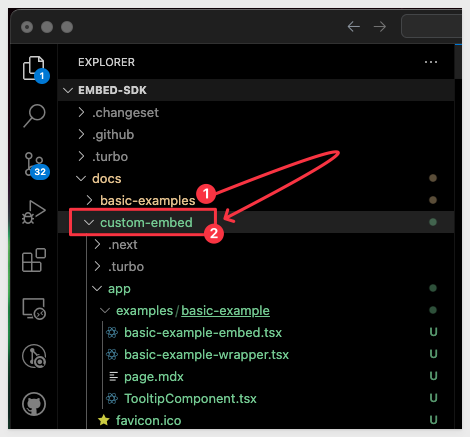 EXPLORER
1
EMBED-SDK
.changeset
.github
.turbo
docs
basic-examples 1
custom-embed 2
.next
.turbo
app
examples / basic-example
basic-example-embed.tsx U
basic-example-wrapper.tsx U
page.mdx U
TooltipComponent.tsx U
favicon.ico U
32